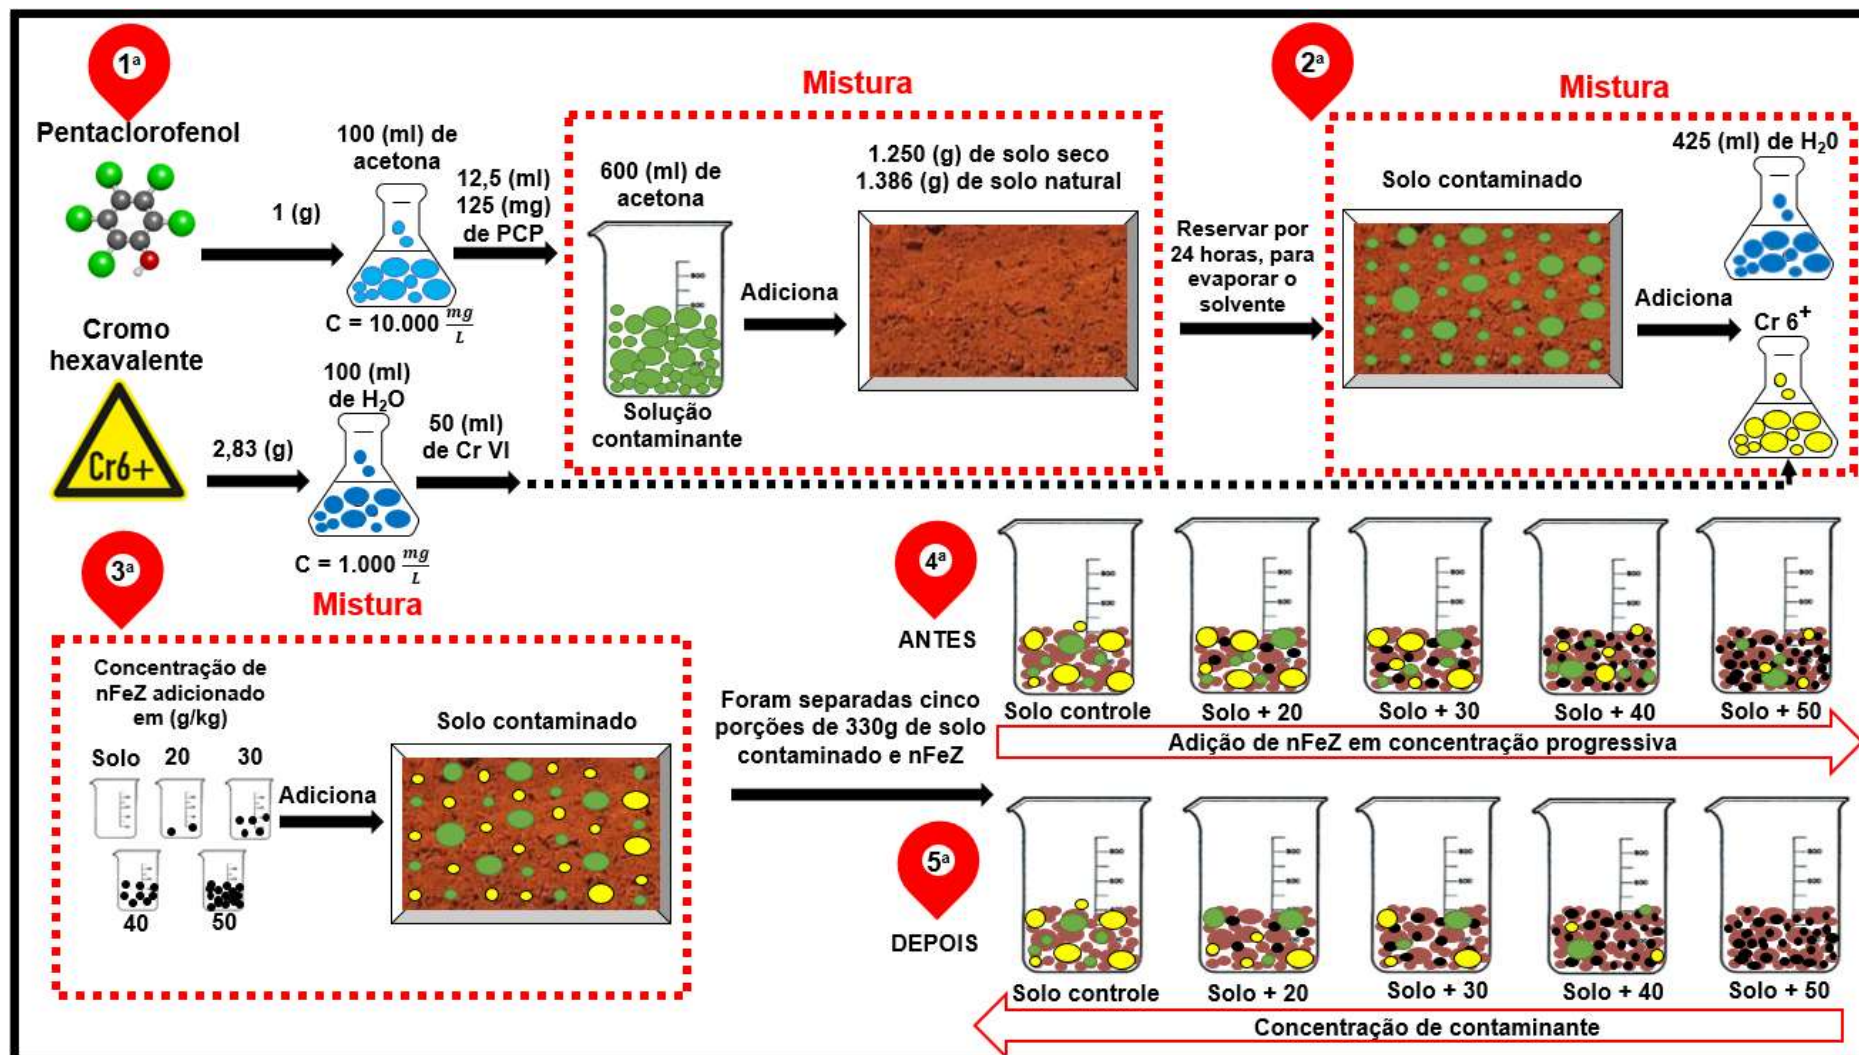 1ª
Pentaclorofenol
1 (g)
100 (ml) de
acetona
C = 10.000 mg/L
12,5 (ml)
125 (mg)
de PCP
Cromo
hexavalente
Cr6+
2,83 (g)
100 (ml)
de H₂O
C = 1.000 mg/L
50 (ml)
de Cr VI
Mistura
600 (ml) de
acetona
Solução
contaminante
Adiciona
1.250 (g) de solo seco
1.386 (g) de solo natural
Reservar por
24 horas, para
evaporar o
solvente
2ª
Mistura
Solo contaminado
Adiciona
425 (ml) de H₂0
Cr 6⁺
3ª
Mistura
Concentração de
nFeZ adicionado
em (g/kg)
Solo
20
30
40
50
Adiciona
Solo contaminado
Foram separadas cinco
porções de 330g de solo
contaminado e nFeZ
4ª
ANTES
Solo controle
Solo + 20
Solo + 30
Solo + 40
Solo + 50
Adição de nFeZ em concentração progressiva
5ª
DEPOIS
Solo controle
Solo + 20
Solo + 30
Solo + 40
Solo + 50
Concentração de contaminante